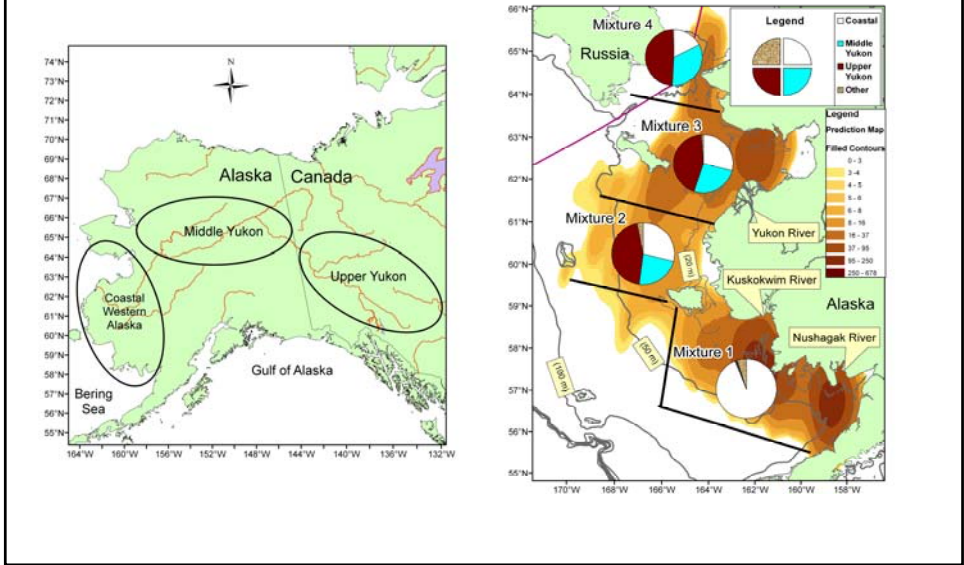 74°N
73°N
72°N
71°N
70°N
69°N
68°N
67°N
66°N
65°N
64°N
63°N
62°N
61°N
60°N
59°N
58°N
57°N
56°N
55°N
164°W
160°W
156°W
152°W
148°W
144°W
140°W
136°W
132°W
N
Alaska
Canada
Middle Yukon
Upper Yukon
Coastal
Western
Alaska
Gulf of Alaska
Bering
Sea
66°N
65°N
64°N
63°N
62°N
61°N
60°N
59°N
58°N
57°N
56°N
55°N
170°W
168°W
166°W
164°W
162°W
160°W
158°W
Mixture 4
Russia
Mixture 3
Mixture 2
Mixture 1
Legend
Coastal
Middle
Yukon
Upper
Yukon
Other
Legend
Prediction Map
Filled Contours
0 - 3
3 - 4
4 - 5
5 - 6
6 - 8
8 - 16
16 - 37
37 - 95
95 - 250
250 - 678
Yukon River
Kuskokwim River
Alaska
Nushagak River
(20 m)
(50 m)
(100 m)